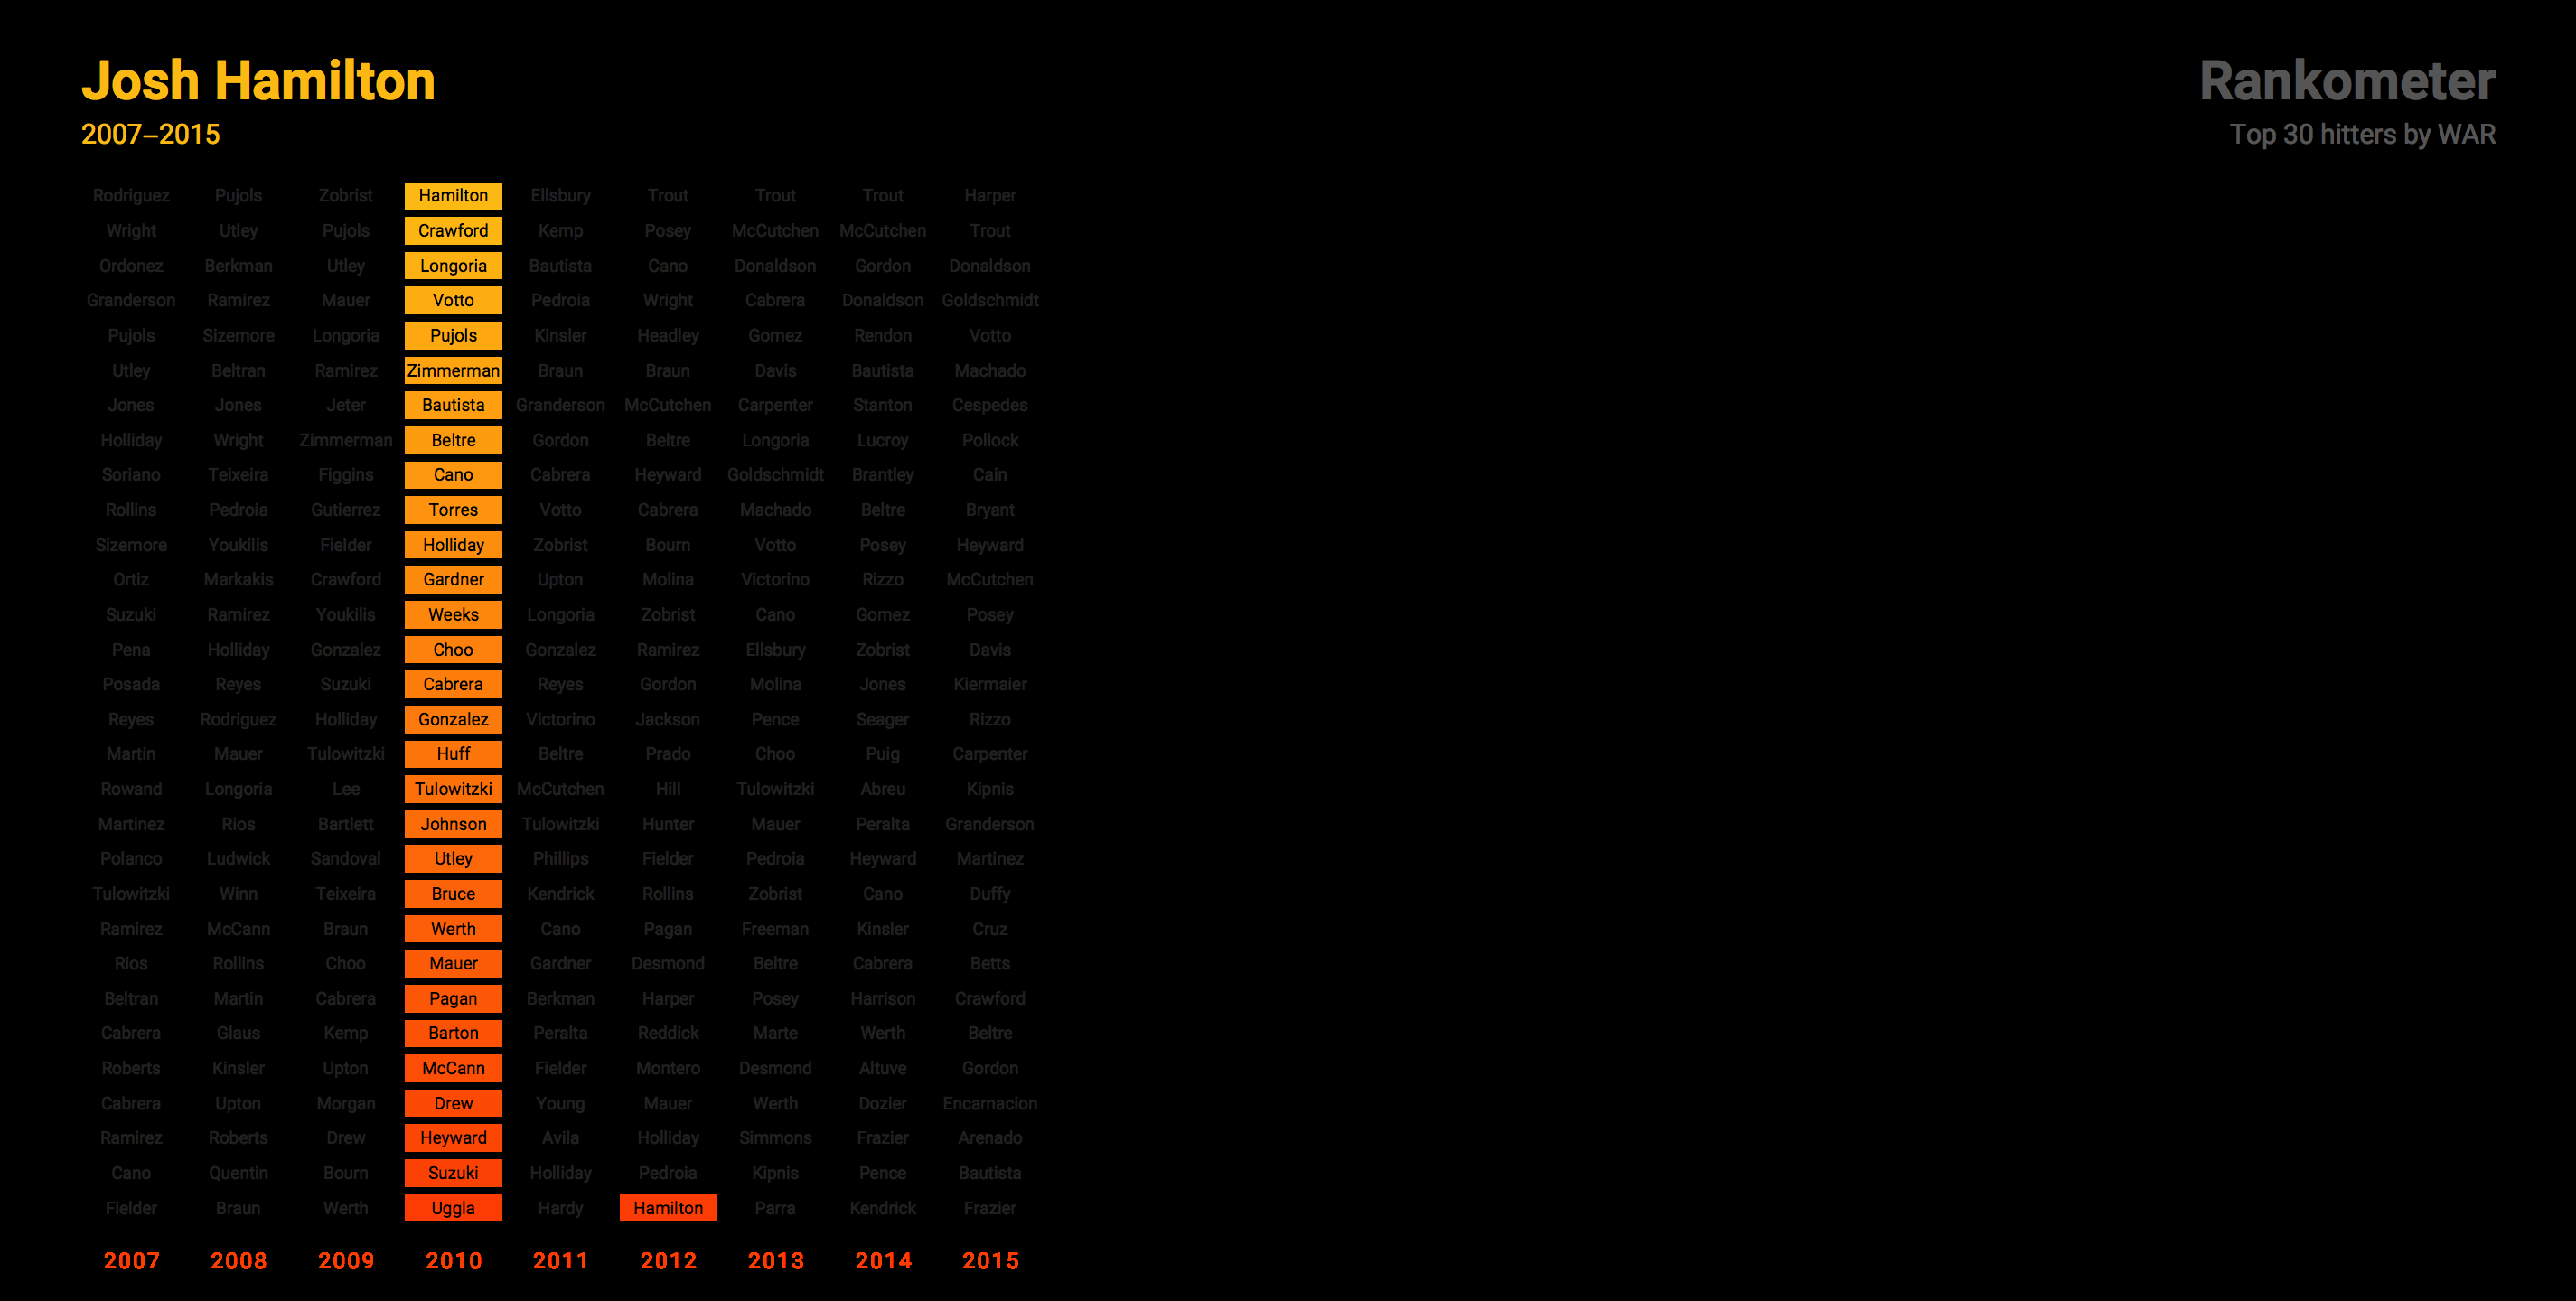 Josh Hamilton
2007–2015
Rankometer
Top 30 hitters by WAR
Rodriguez Pujols Zobrist Hamilton Ellsbury Trout Trout Trout Harper
Wright Utley Pujols Crawford Kemp Posey McCutchen McCutchen Trout
Ordonez Berkman Utley Longoria Bautista Cano Donaldson Gordon Donaldson
Granderson Ramirez Mauer Votto Pedroia Wright Cabrera Donaldson Goldschmidt
Pujols Sizemore Longoria Pujols Kinsler Headley Gomez Rendon Votto
Utley Beltran Ramirez Zimmerman Braun Braun Davis Bautista Machado
Jones Jones Jeter Bautista Granderson McCutchen Carpenter Stanton Cespedes
Holliday Wright Zimmerman Beltre Gordon Beltre Longoria Lucroy Pollock
Soriano Teixeira Figgins Cano Cabrera Heyward Goldschmidt Brantley Cain
Rollins Pedroia Gutierrez Torres Votto Cabrera Machado Beltre Bryant
Sizemore Youkilis Fielder Holliday Zobrist Bourn Votto Posey Heyward
Ortiz Markakis Crawford Gardner Upton Molina Victorino Rizzo McCutchen
Suzuki Ramirez Youkilis Weeks Longoria Zobrist Cano Gomez Posey
Pena Holliday Gonzalez Choo Gonzalez Ramirez Ellsbury Zobrist Davis
Posada Reyes Suzuki Cabrera Reyes Gordon Molina Jones Kiermaier
Reyes Rodriguez Holliday Gonzalez Victorino Jackson Pence Seager Rizzo
Martin Mauer Tulowitzki Huff Beltre Prado Choo Puig Carpenter
Rowand Longoria Lee Tulowitzki McCutchen Hill Tulowitzki Abreu Kipnis
Martinez Rios Bartlett Johnson Tulowitzki Hunter Mauer Peralta Granderson
Polanco Ludwick Sandoval Utley Phillips Fielder Pedroia Heyward Martinez
Tulowitzki Winn Teixeira Bruce Kendrick Rollins Zobrist Cano Duffy
Ramirez McCann Braun Werth Cano Pagan Freeman Kinsler Cruz
Rios Rollins Choo Mauer Gardner Desmond Beltre Cabrera Betts
Beltran Martin Cabrera Pagan Berkman Harper Posey Harrison Crawford
Cabrera Glaus Kemp Barton Peralta Reddick Marte Werth Beltre
Roberts Kinsler Upton McCann Fielder Montero Desmond Altuve Gordon
Cabrera Upton Morgan Drew Young Mauer Werth Dozier Encarnacion
Ramirez Roberts Drew Heyward Avila Holliday Simmons Frazier Arenado
Cano Quentin Bourn Suzuki Holliday Pedroia Kipnis Pence Bautista
Fielder Braun Werth Uggla Hardy Hamilton Parra Kendrick Frazier
2007 2008 2009 2010 2011 2012 2013 2014 2015